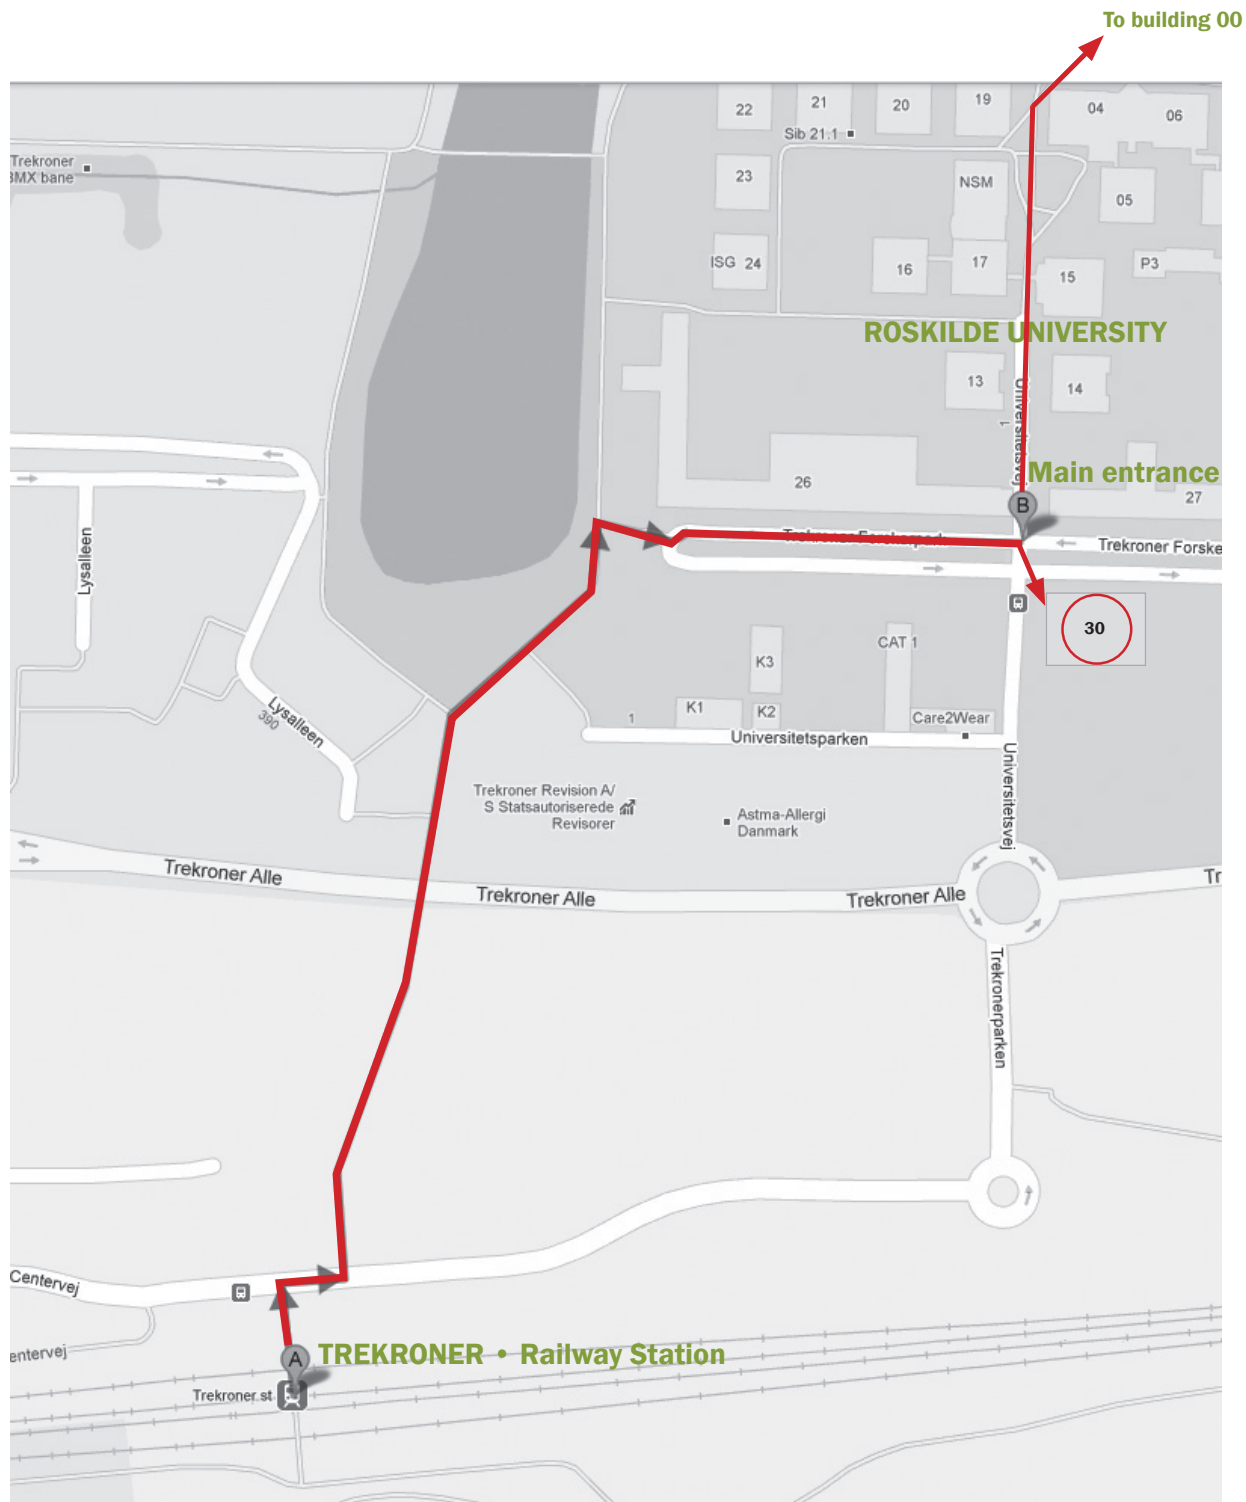 To building 00
22
21
20
19
04
06
Sib 21.1
Trekroner
BMX bane
23
NSM
05
ISG 24
16
17
15
P3
ROSKILDE UNIVERSITY
13
14
Universitetsvej
1
Main entrance
26
27
B
Trekroner Forskerpark
Trekroner Forske
Lysalleen
30
K3
CAT 1
K1
K2
Care2Wear
1
Universitetsparken
Lysalleen
390
Universitetsvej
Trekroner Revision A/
S Statsautoriserede
Revisorer
Astma-Allergi
Danmark
Trekroner Alle
Trekroner Alle
Trekroner Alle
Tr
Trekronerparken
Centervej
entervej
A
TREKRONER • Railway Station
Trekroner st